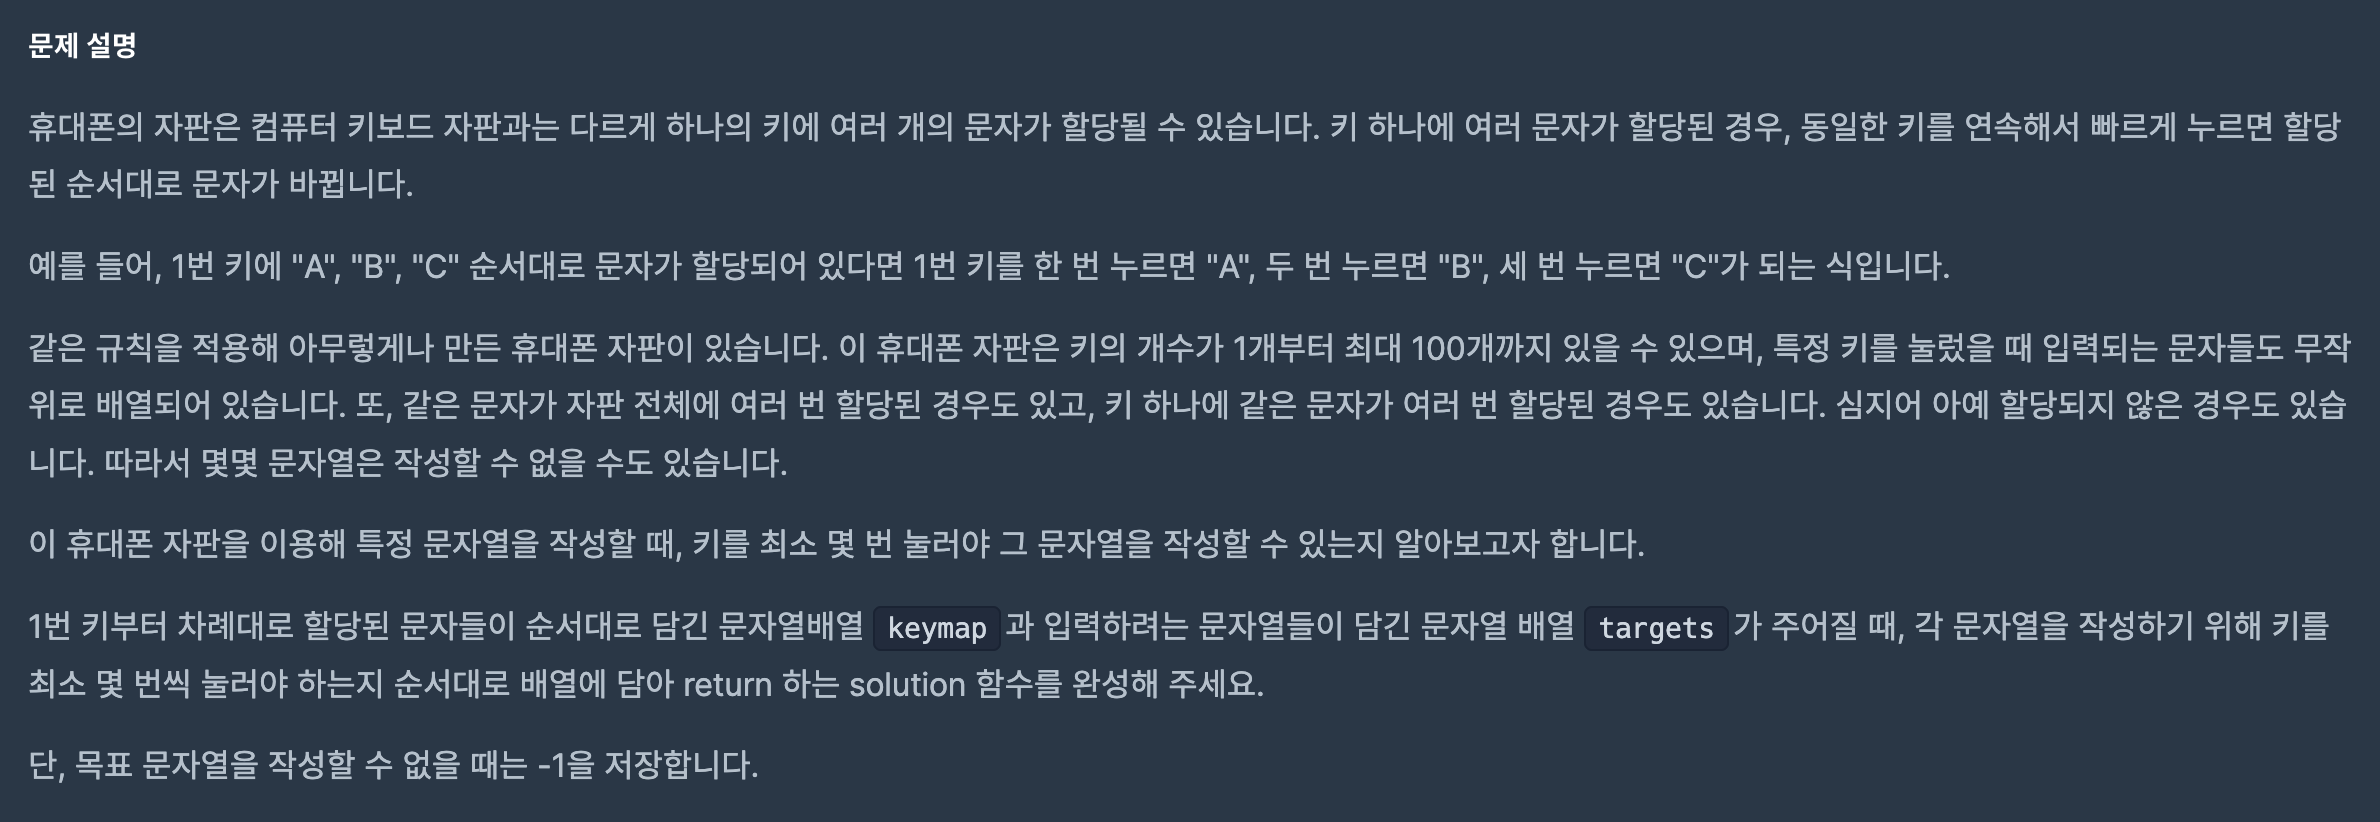 문제 설명
휴대폰의 자판은 컴퓨터 키보드 자판과는 다르게 하나의 키에 여러 개의 문자가 할당될 수 있습니다. 키 하나에 여러 문자가 할당된 경우, 동일한 키를 연속해서 빠르게 누르면 할당
된 순서대로 문자가 바뀝니다.
예를 들어, 1번 키에 "A", "B", "C" 순서대로 문자가 할당되어 있다면 1번 키를 한 번 누르면 "A", 두 번 누르면 "B", 세 번 누르면 "C"가 되는 식입니다.
같은 규칙을 적용해 아무렇게나 만든 휴대폰 자판이 있습니다. 이 휴대폰 자판은 키의 개수가 1개부터 최대 100개까지 있을 수 있으며, 특정 키를 눌렀을 때 입력되는 문자들도 무작
위로 배열되어 있습니다. 또, 같은 문자가 자판 전체에 여러 번 할당된 경우도 있고, 키 하나에 같은 문자가 여러 번 할당된 경우도 있습니다. 심지어 아예 할당되지 않은 경우도 있습
니다. 따라서 몇몇 문자열은 작성할 수 없을 수도 있습니다.
이 휴대폰 자판을 이용해 특정 문자열을 작성할 때, 키를 최소 몇 번 눌러야 그 문자열을 작성할 수 있는지 알아보고자 합니다.
1번 키부터 차례대로 할당된 문자들이 순서대로 담긴 문자열배열 keymap과 입력하려는 문자열들이 담긴 문자열 배열 targets가 주어질 때, 각 문자열을 작성하기 위해 키를
최소 몇 번씩 눌러야 하는지 순서대로 배열에 담아 return 하는 solution 함수를 완성해 주세요.
단, 목표 문자열을 작성할 수 없을 때는 -1을 저장합니다.